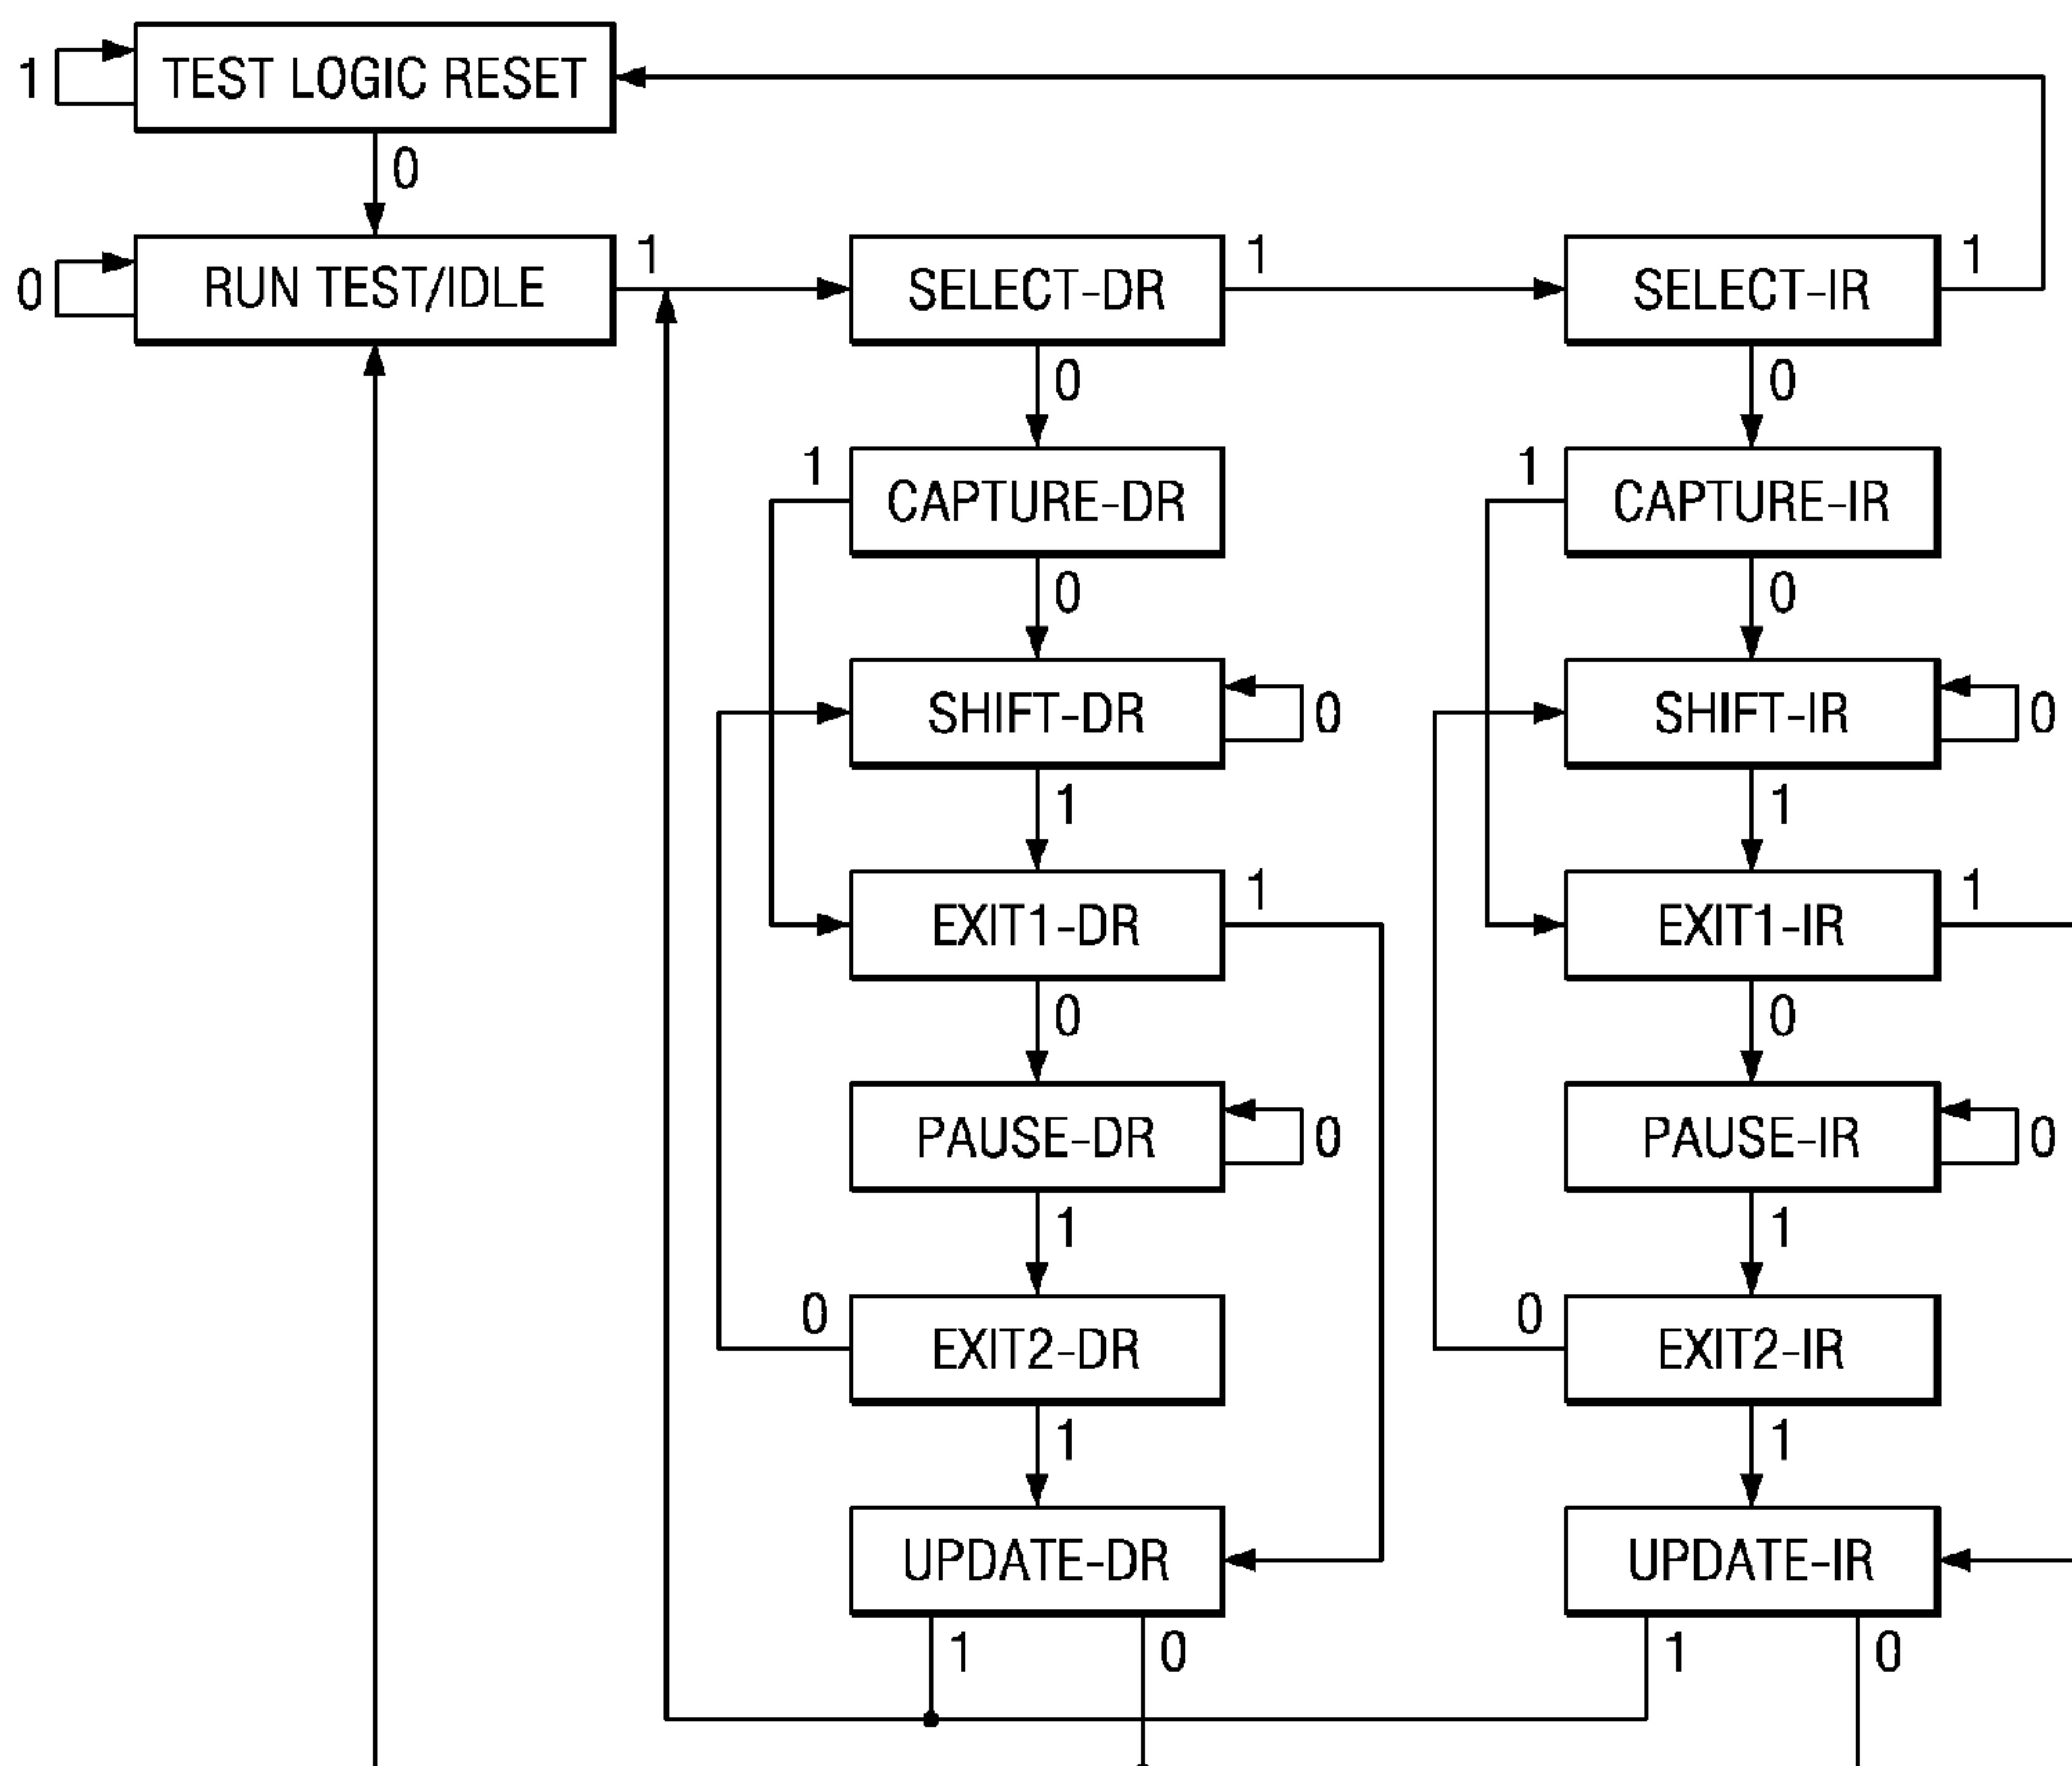 1
TEST LOGIC RESET
0
0
RUN TEST/IDLE
1
SELECT-DR
1
SELECT-IR
1
0
0
1
CAPTURE-DR
1
CAPTURE-IR
0
0
SHIFT-DR
0
SHIFT-IR
0
1
1
EXIT1-DR
1
EXIT1-IR
1
0
0
PAUSE-DR
0
PAUSE-IR
0
1
1
0
EXIT2-DR
0
EXIT2-IR
1
1
UPDATE-DR
UPDATE-IR
1
0
1
0